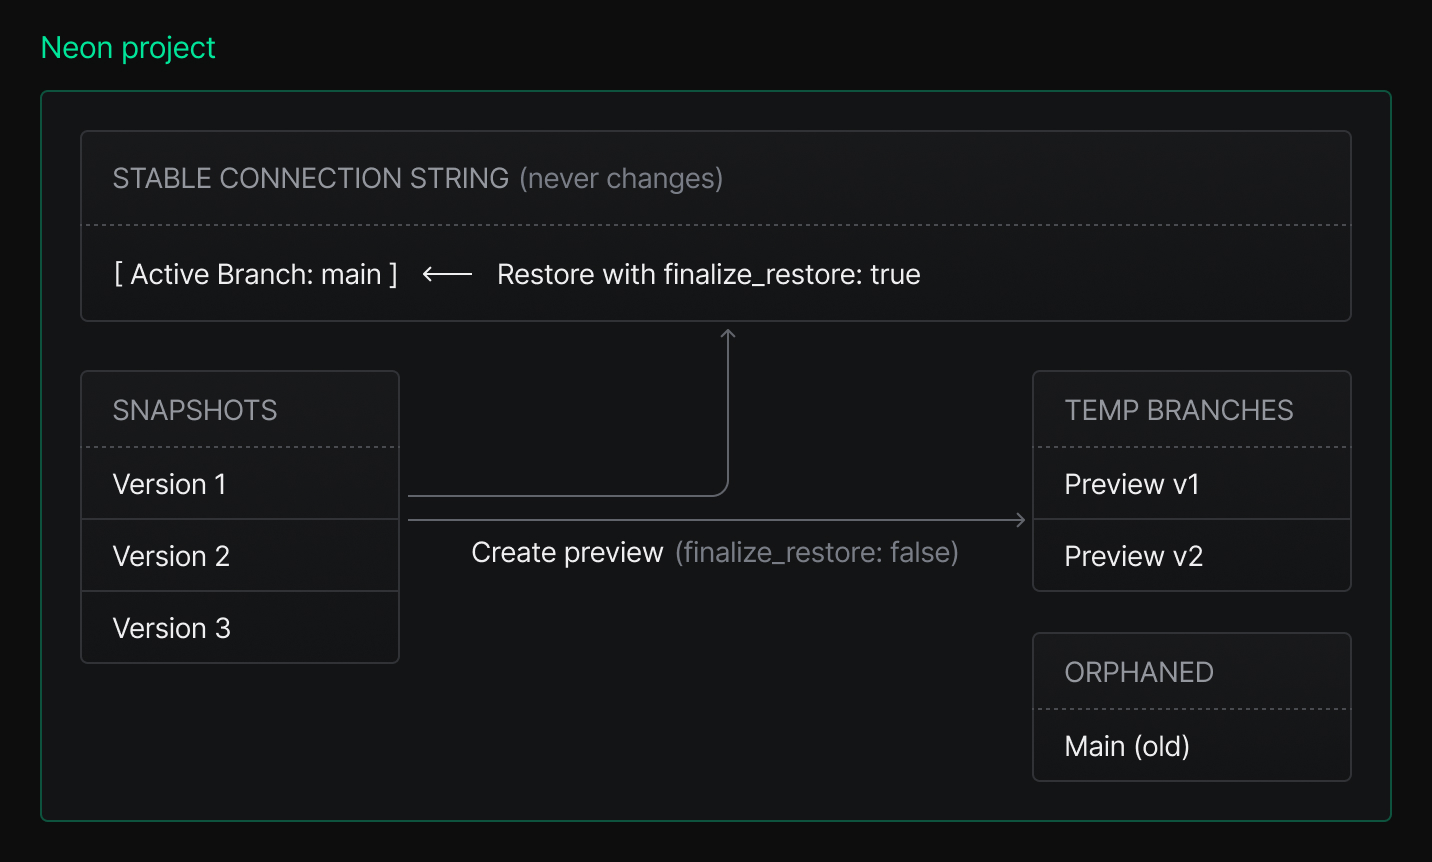 Neon project
STABLE CONNECTION STRING (never changes)
[ Active Branch: main ] ← Restore with finalize_restore: true
SNAPSHOTS
Version 1
Version 2
Version 3
Create preview (finalize_restore: false)
TEMP BRANCHES
Preview v1
Preview v2
ORPHANED
Main (old)